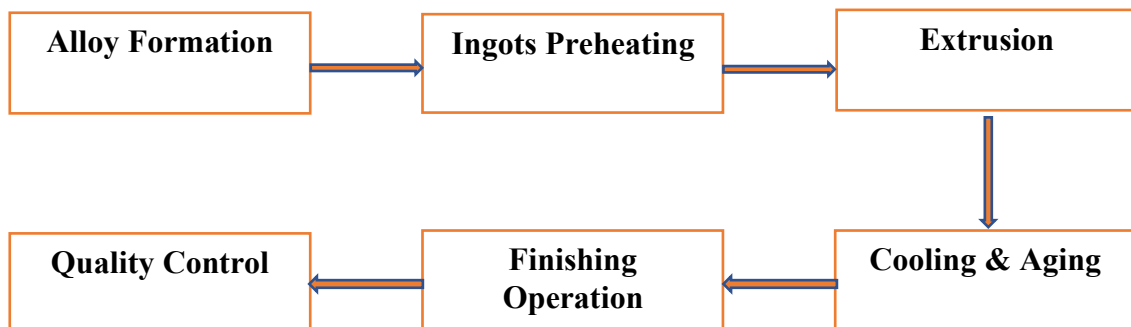 Alloy Formation
Ingots Preheating
Extrusion
Cooling & Aging
Finishing
Operation
Quality Control